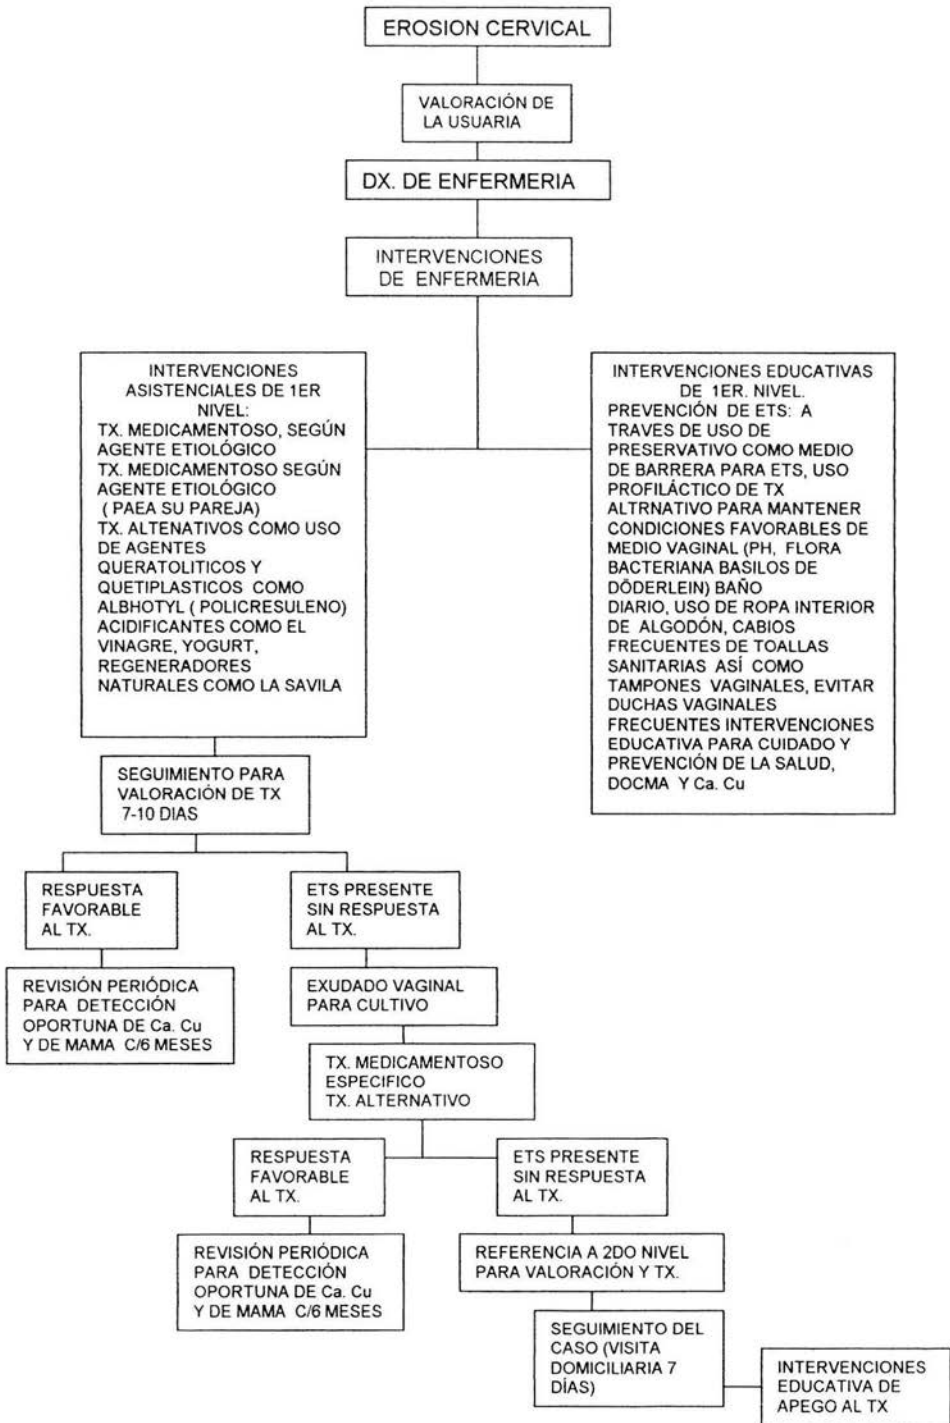 EROSION CERVICAL
VALORACIÓN DE
LA USUARIA
DX. DE ENFERMERIA
INTERVENCIONES
DE ENFERMERIA
INTERVENCIONES
ASISTENCIALES DE 1ER
NIVEL:
TX. MEDICAMENTOSO, SEGÚN
AGENTE ETIOLÓGICO
TX. MEDICAMENTOSO SEGÚN
AGENTE ETIOLÓGICO
( PAEA SU PAREJA)
TX. ALTENATIVOS COMO USO
DE AGENTES
QUERATOLITICOS Y
QUETIPLASTICOS COMO
ALBHOTYL ( POLICRESULENO)
ACIDIFICANTES COMO EL
VINAGRE, YOGURT,
REGENERADORES
NATURALES COMO LA SAVILA
INTERVENCIONES EDUCATIVAS
DE 1ER. NIVEL.
PREVENCIÓN DE ETS: A
TRAVES DE USO DE
PRESERVATIVO COMO MEDIO
DE BARRERA PARA ETS, USO
PROFILÁCTICO DE TX
ALTRNATIVO PARA MANTENER
CONDICIONES FAVORABLES DE
MEDIO VAGINAL (PH, FLORA
BACTERIANA BASILOS DE
DÖDERLEIN) BAÑO
DIARIO, USO DE ROPA INTERIOR
DE ALGODÓN, CABIOS
FRECUENTES DE TOALLAS
SANITARIAS ASÍ COMO
TAMPONES VAGINALES, EVITAR
DUCHAS VAGINALES
FRECUENTES INTERVENCIONES
EDUCATIVA PARA CUIDADO Y
PREVENCIÓN DE LA SALUD,
DOCMA Y Ca. Cu
SEGUIMIENTO PARA
VALORACIÓN DE TX
7-10 DIAS
RESPUESTA
FAVORABLE
AL TX.
ETS PRESENTE
SIN RESPUESTA
AL TX.
REVISIÓN PERIÓDICA
PARA DETECCIÓN
OPORTUNA DE Ca. Cu
Y DE MAMA C/6 MESES
EXUDADO VAGINAL
PARA CULTIVO
TX. MEDICAMENTOSO
ESPECIFICO
TX. ALTERNATIVO
RESPUESTA
FAVORABLE
AL TX.
ETS PRESENTE
SIN RESPUESTA
AL TX.
REVISIÓN PERIÓDICA
PARA DETECCIÓN
OPORTUNA DE Ca. Cu
Y DE MAMA C/6 MESES
REFERENCIA A 2DO NIVEL
PARA VALORACIÓN Y TX.
SEGUIMIENTO DEL
CASO (VISITA
DOMICILIARIA 7
DÍAS)
INTERVENCIONES
EDUCATIVA DE
APEGO AL TX